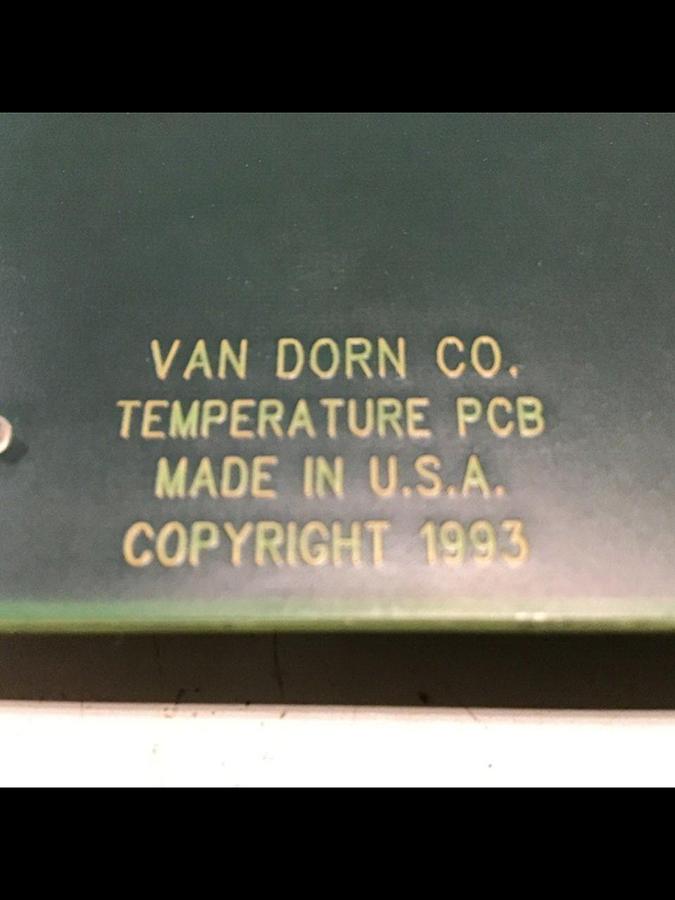 VAN DORN CO.
TEMPERATURE PCB
MADE IN U.S.A.
COPYRIGHT 1993